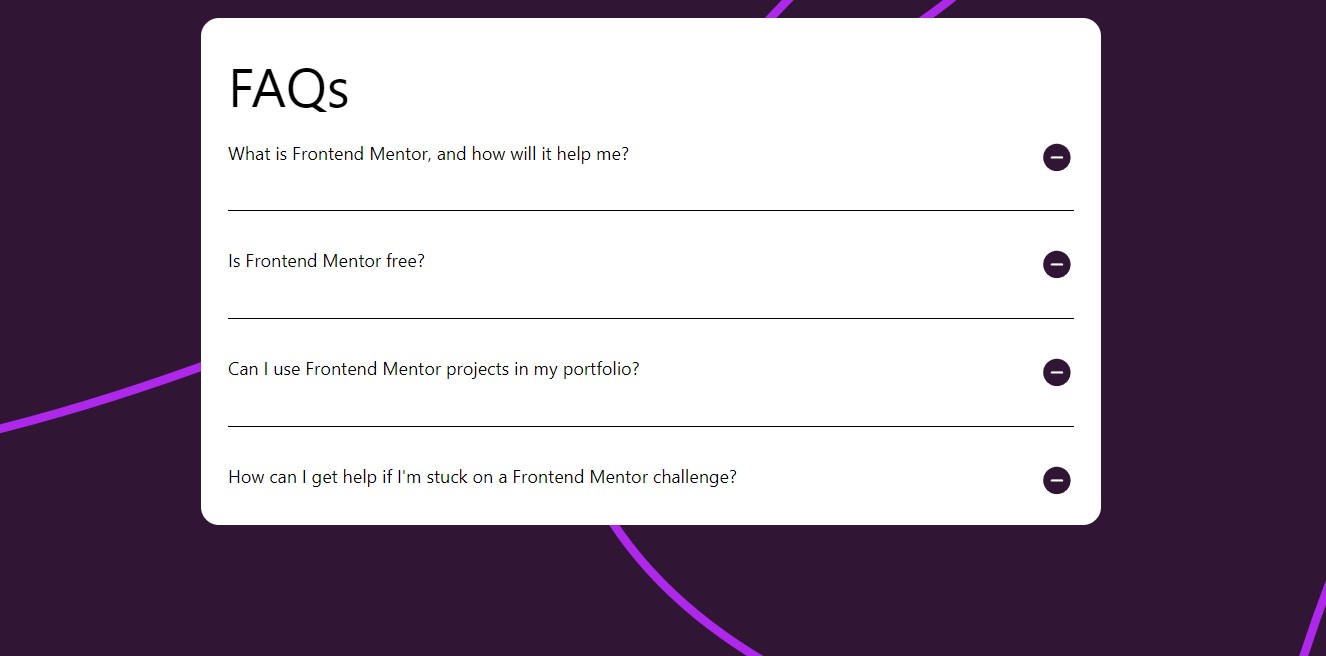 FAQs
What is Frontend Mentor, and how will it help me?
Is Frontend Mentor free?
Can I use Frontend Mentor projects in my portfolio?
How can I get help if I'm stuck on a Frontend Mentor challenge?